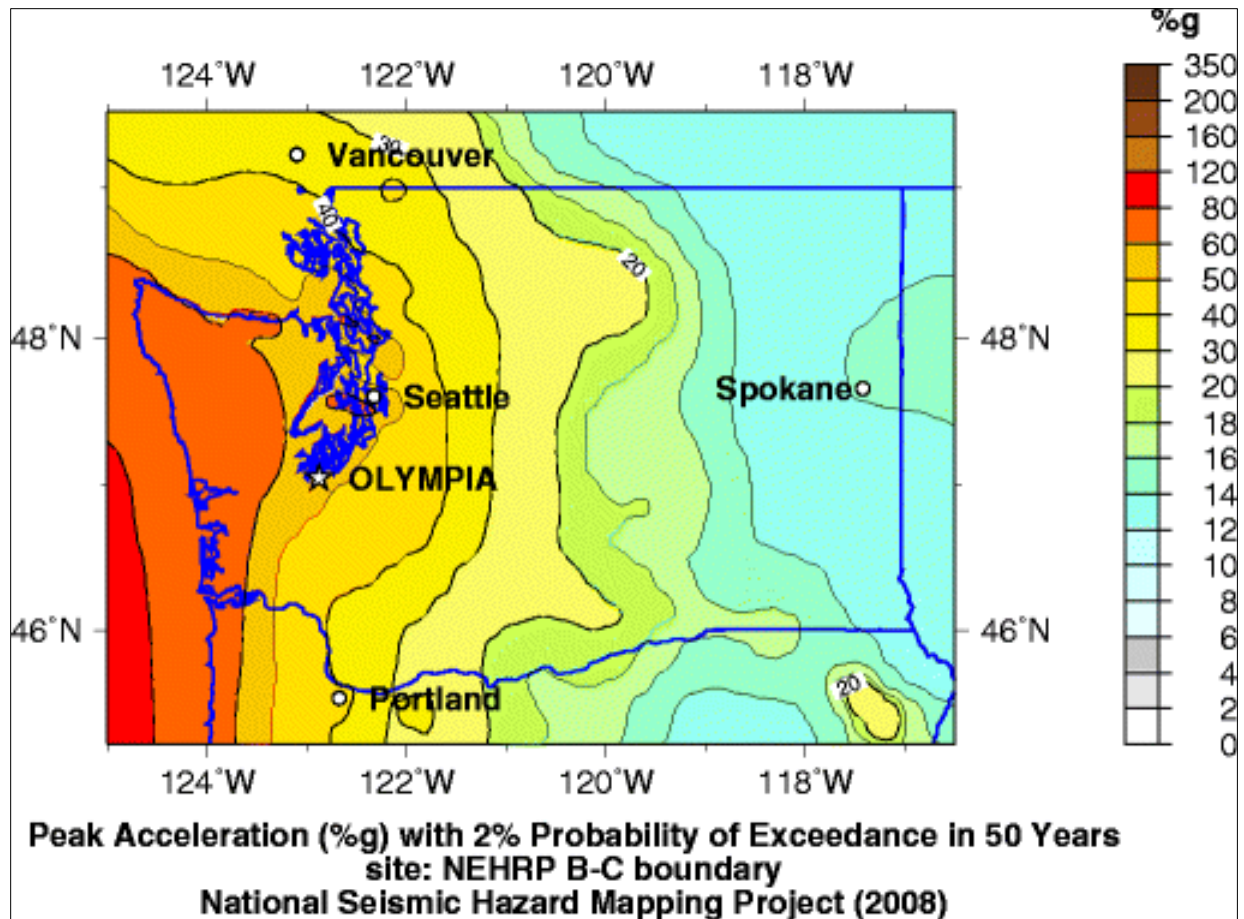 %g
124°W 122°W 120°W 118°W
350
200
160
120
80
60
50
40
30
20
18
16
14
12
10
8
6
4
2
0
30
Vancouver
40
20
48°N 48°N
Spokane
Seattle
OLYMPIA
46°N 46°N
20
Portland
124°W 122°W 120°W 118°W
Peak Acceleration (%g) with 2% Probability of Exceedance in 50 Years
site: NEHRP B-C boundary
National Seismic Hazard Mapping Project (2008)